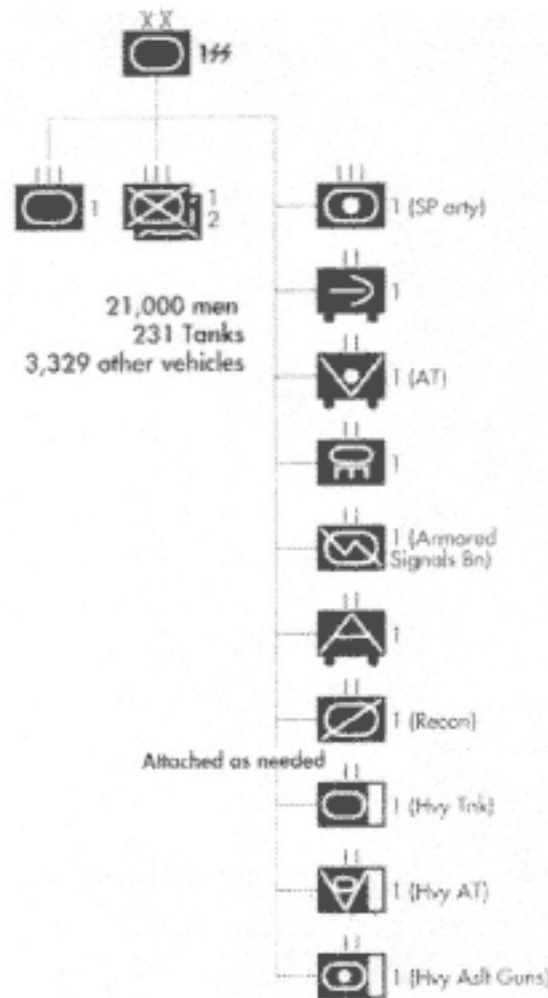 XX
1
III
1
III
1
2
21,000 men
231 Tanks
3,329 other vehicles
III
1 (SP arty)
II
1
II
1 (AT)
II
1
II
1 (Armored
Signals Bn)
II
1
II
1 (Recon)
Attached as needed
II
1 (Hvy Tnk)
II
1 (Hvy AT)
II
1 (Hvy Aslt Guns)